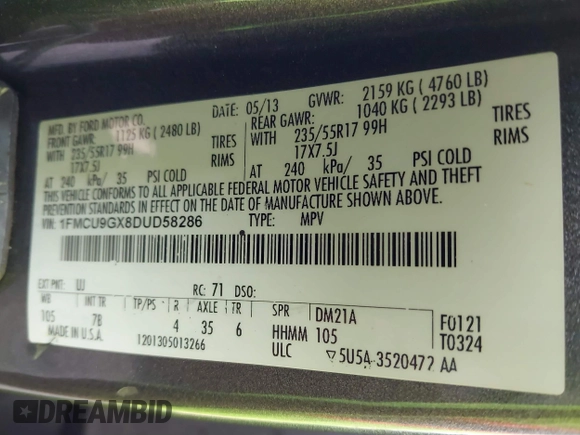 MFD. BY FORD MOTOR CO.
DATE: 05/13 GVWR: 2159 KG ( 4760 LB)
FRONT GAWR: 1125 KG ( 2480 LB)
REAR GAWR: 1040 KG ( 2293 LB)
WITH 235/55R17 99H TIRES
WITH 235/55R17 99H TIRES
17X7.5J RIMS
17X7.5J RIMS
AT 240 kPa/ 35 PSI COLD
AT 240 kPa/ 35 PSI COLD
THIS VEHICLE CONFORMS TO ALL APPLICABLE FEDERAL MOTOR VEHICLE SAFETY AND THEFT
PREVENTION STANDARDS IN EFFECT ON THE DATE OF MANUFACTURE SHOWN ABOVE.
VIN: 1FMCU9GX8DUD58286 TYPE: MPV
EXT PNT: UJ RC: 71 DSO:
WB INT TR TP/PS R AXLE TR SPR DM21A F0121
105 7B 4 35 6 HHMM 105 T0324
MADE IN U.S.A. 1201305013266 ULC ▽5U5A-3520472 AA
DREAMBID